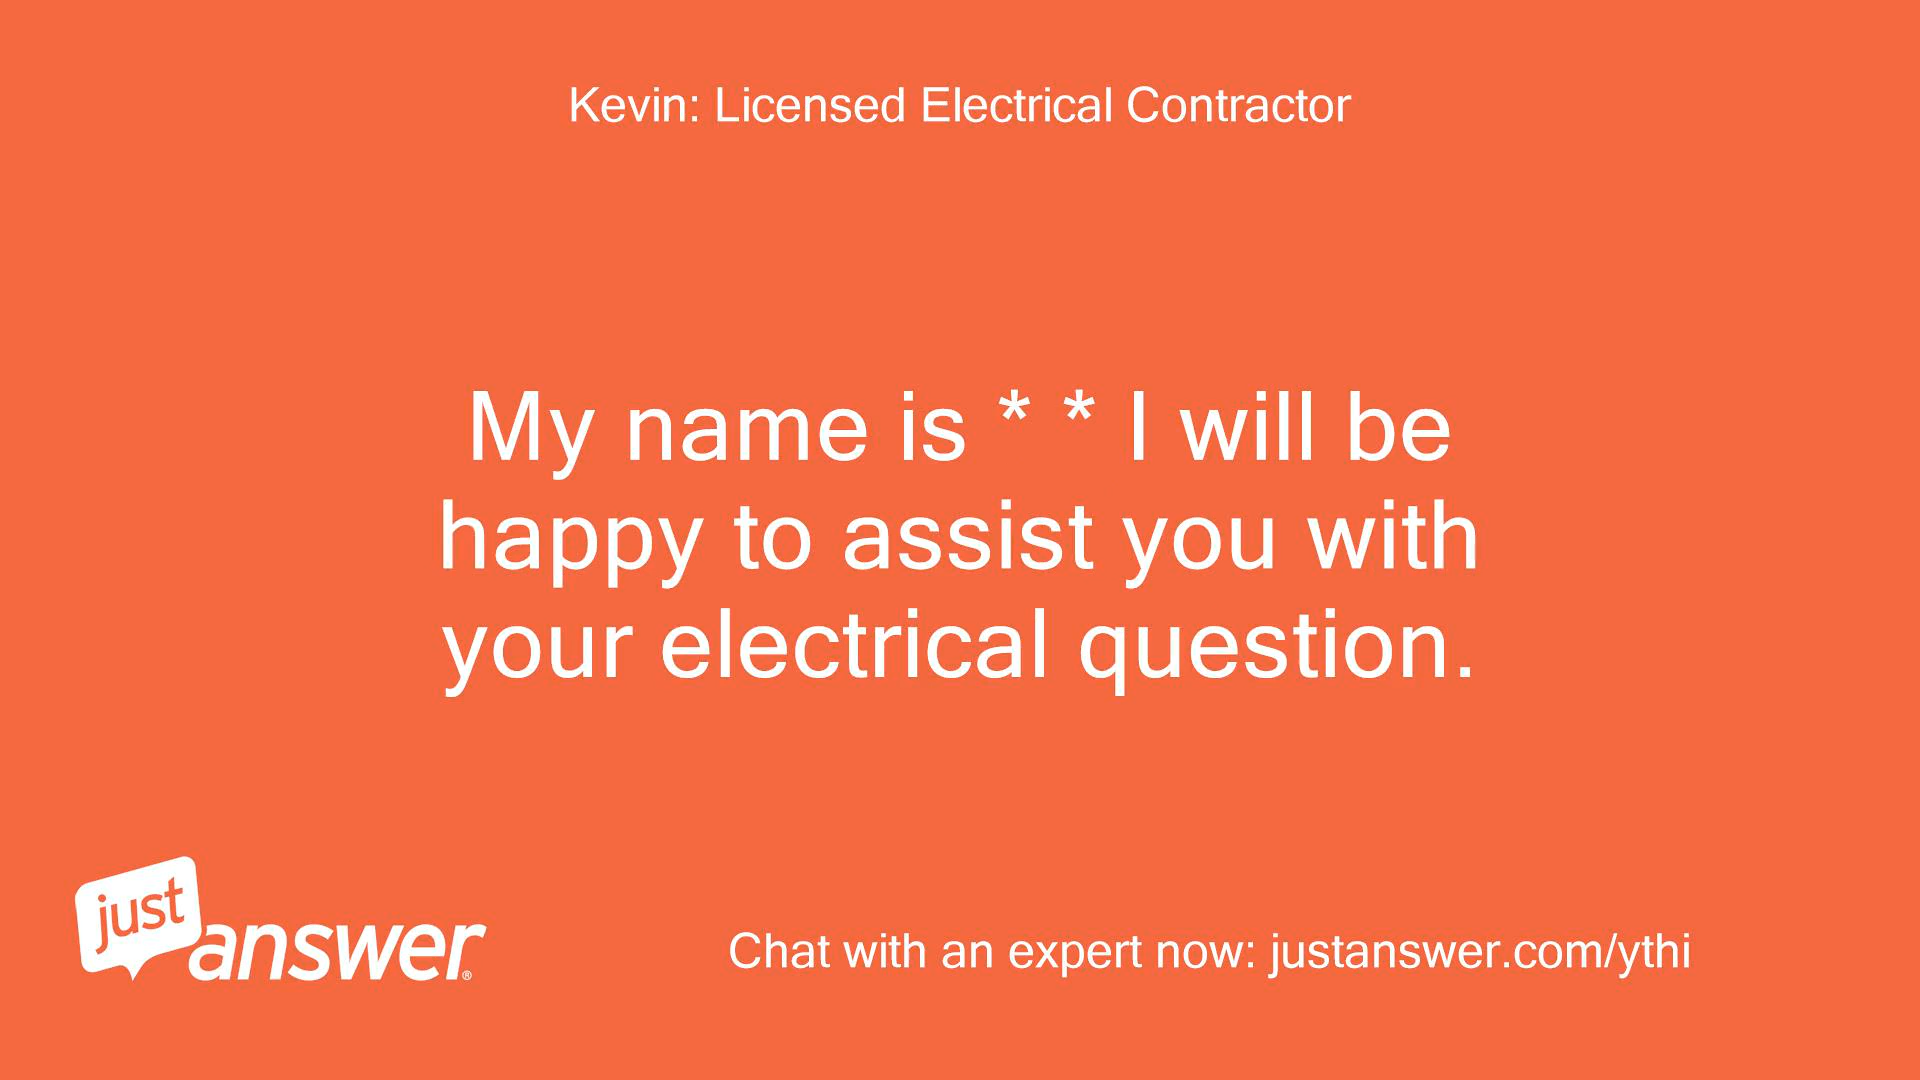 Kevin: Licensed Electrical Contractor
My name is * * I will be
happy to assist you with
your electrical question.
just
answer®
Chat with an expert now: justanswer.com/ythi